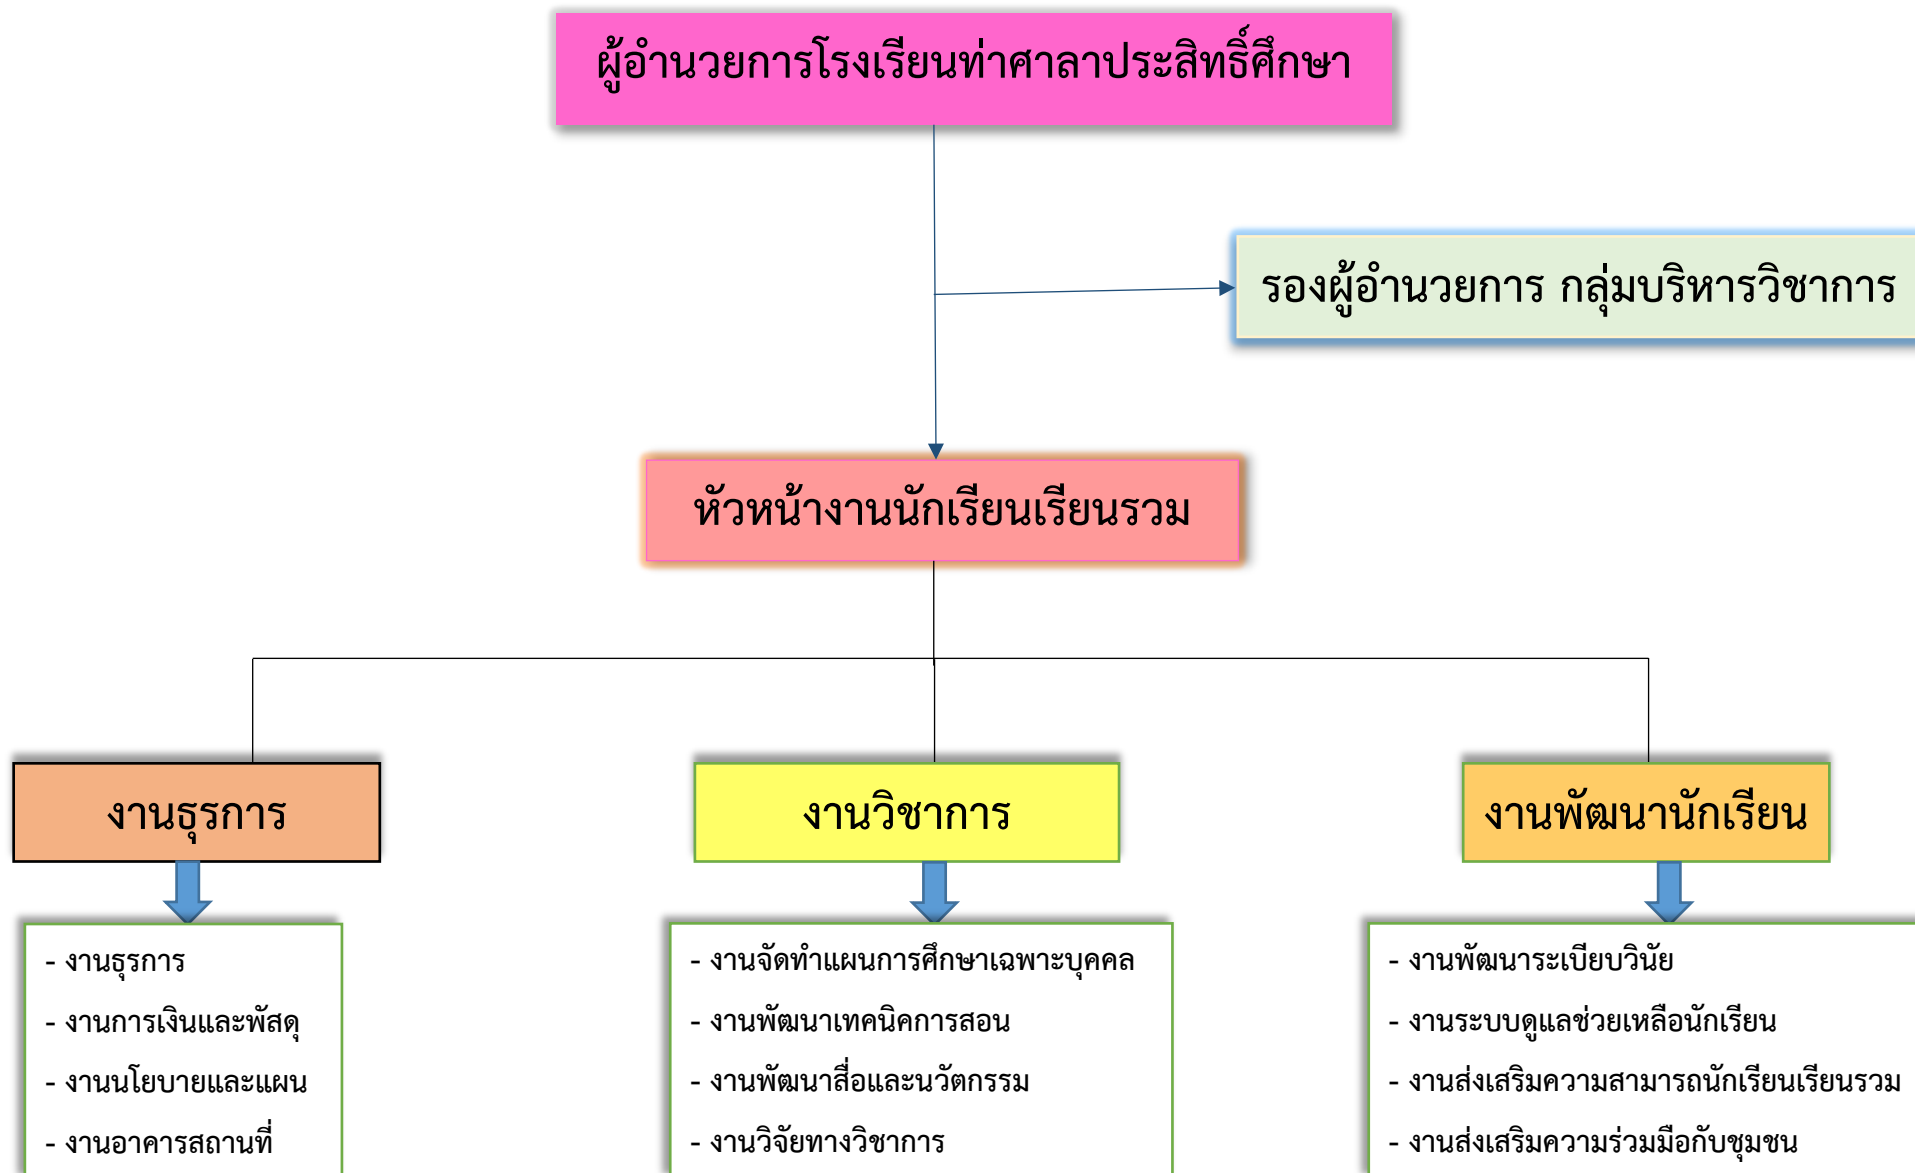 ผู้อำนวยการโรงเรียนท่าศาลาประสิทธิ์ศึกษา
รองผู้อำนวยการ กลุ่มบริหารวิชาการ
หัวหน้างานนักเรียนเรียนรวม
งานธุรการ
- งานธุรการ
- งานการเงินและพัสดุ
- งานนโยบายและแผน
- งานอาคารสถานที่
งานวิชาการ
- งานจัดทำแผนการศึกษาเฉพาะบุคคล
- งานพัฒนาเทคนิคการสอน
- งานพัฒนาสื่อและนวัตกรรม
- งานวิจัยทางวิชาการ
งานพัฒนานักเรียน
- งานพัฒนาระเบียบวินัย
- งานระบบดูแลช่วยเหลือนักเรียน
- งานส่งเสริมความสามารถนักเรียนเรียนรวม
- งานส่งเสริมความร่วมมือกับชุมชน